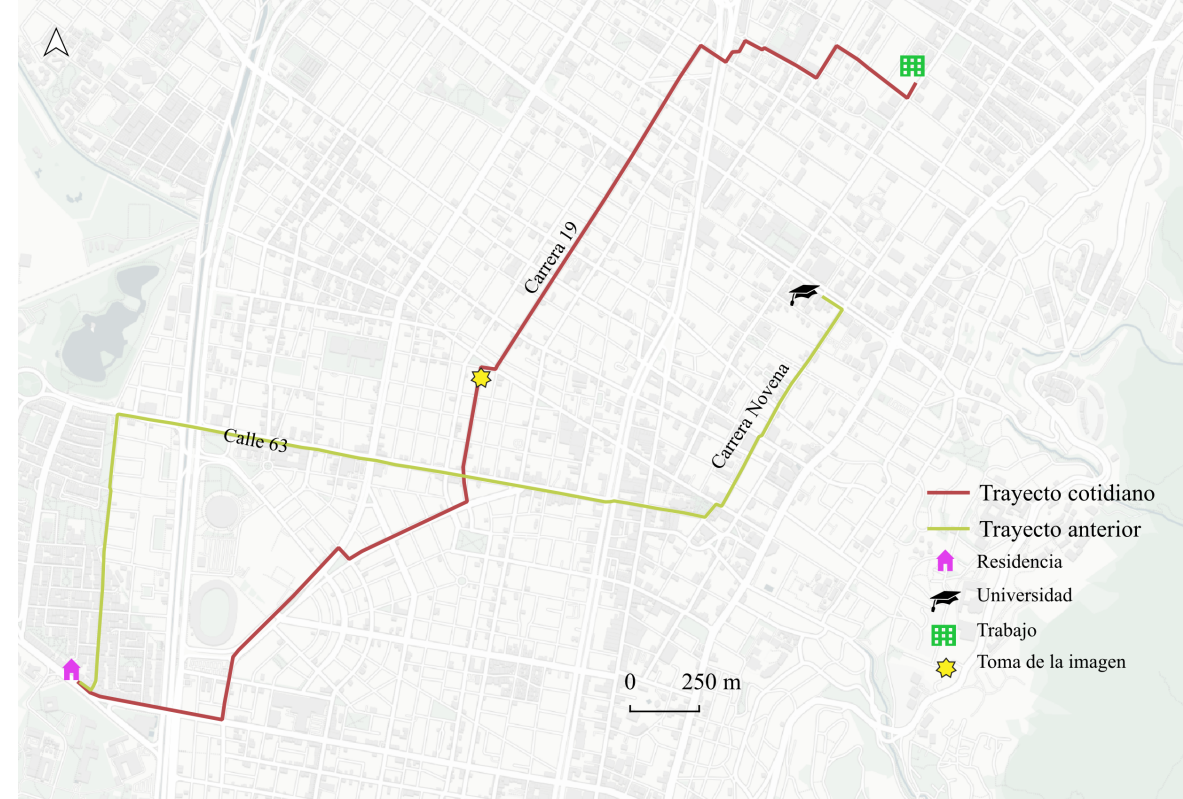 Carrera 19
Carrera Novena
Calle 63
Trayecto cotidiano
Trayecto anterior
Residencia
Universidad
Trabajo
Toma de la imagen
0 250 m